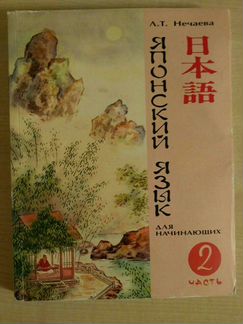 Л.Т. Нечаева
日本語
ЯПОНСКИЙ ЯЗЫК
ДЛЯ
НАЧИНАЮЩИХ
2
ЧАСТЬ